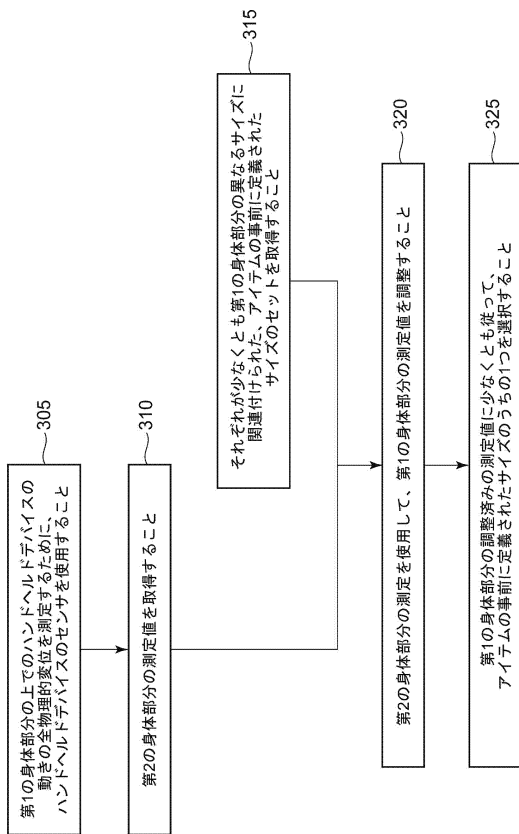 305
第1の身体部分の上でのハンドヘルドデバイスの
動きの全物理的変位を測定するために、
ハンドヘルドデバイスのセンサを使用すること
310
第2の身体部分の測定値を取得すること
315
それぞれが少なくとも第1の身体部分の異なるサイズに
関連付けられた、アイテムの事前に定義された
サイズのセットを取得すること
320
第2の身体部分の測定を使用して、第1の身体部分の測定値を調整すること
325
第1の身体部分の調整済みの測定値に少なくとも従って、
アイテムの事前に定義されたサイズのうちの1つを選択すること